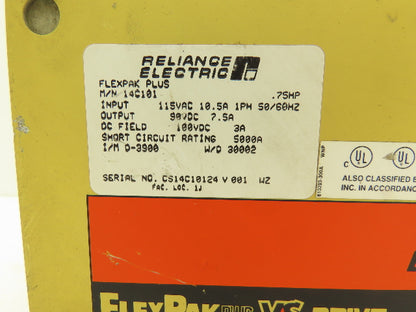 RELIANCE
ELECTRIC
FLEXPAK PLUS
M/N 14C101 .75HP
INPUT 115VAC 10.5A 1PH 50/60HZ
OUTPUT 90VDC 7.5A
DC FIELD 100VDC 3A
SHORT CIRCUIT RATING 5000A
I/M D-3900 W/D 30002
SERIAL NO. CS14C10124 V 001 WZ
FAC. LOC. 1J
C UL UL
ALSO CLASSIFIED
INC. IN ACCORDANC
FLEXPAK PLUS VS DRIVE